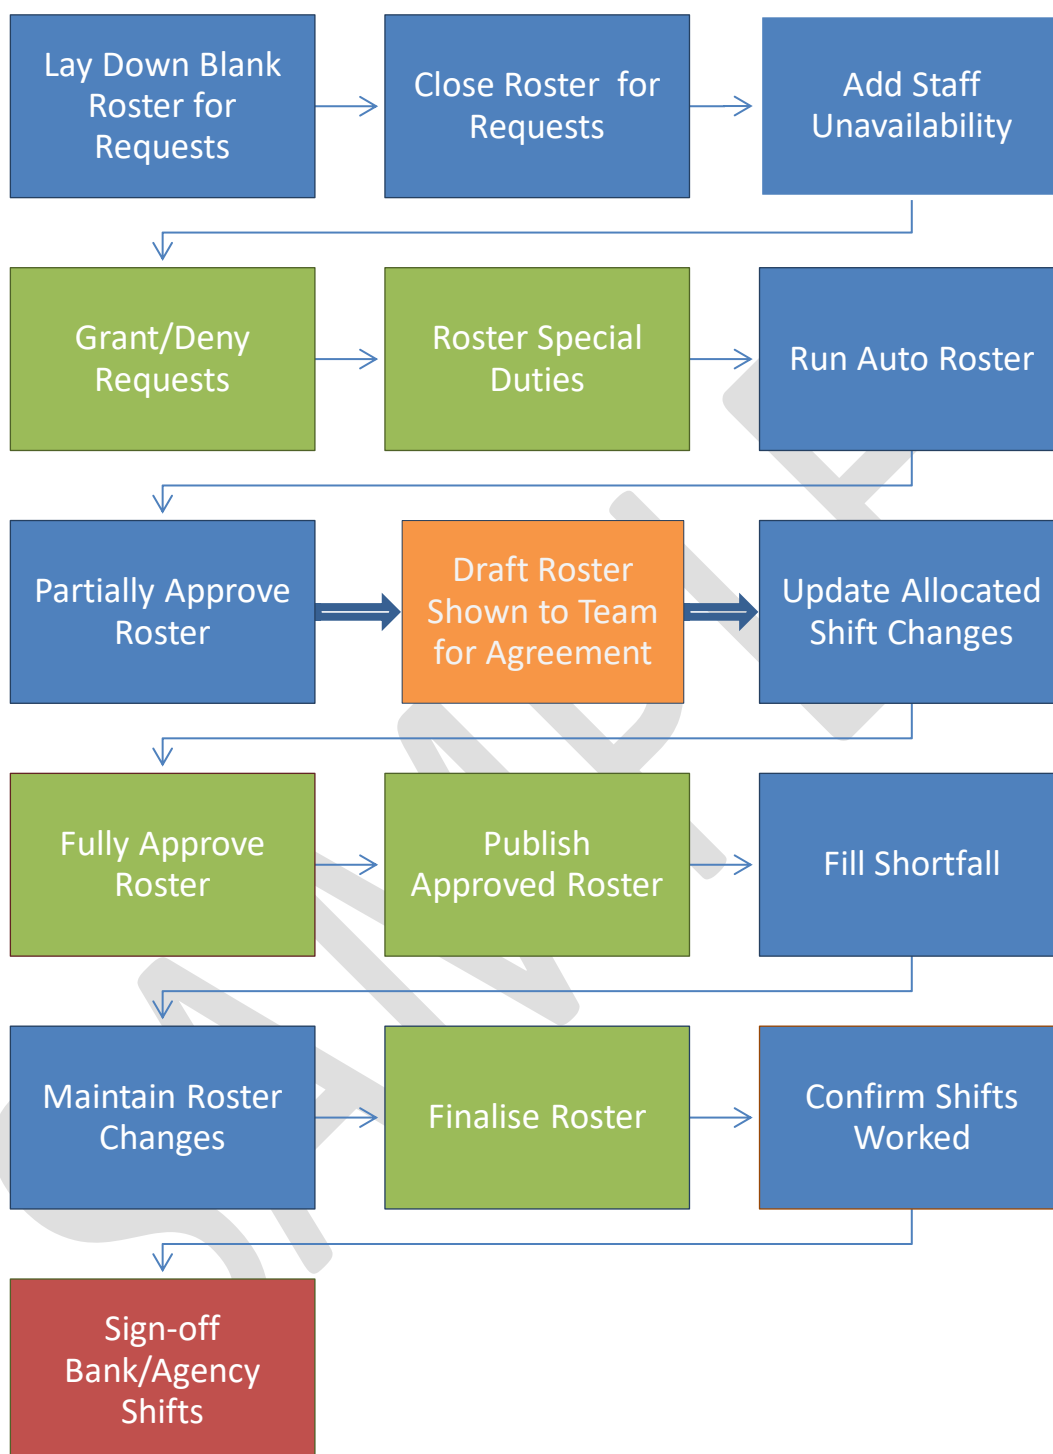 Lay Down Blank
Roster for
Requests
Close Roster for
Requests
Add Staff
Unavailability
Grant/Deny
Requests
Roster Special
Duties
Run Auto Roster
Partially Approve
Roster
Draft Roster
Shown to Team
for Agreement
Update Allocated
Shift Changes
Fully Approve
Roster
Publish
Approved Roster
Fill Shortfall
Maintain Roster
Changes
Finalise Roster
Confirm Shifts
Worked
Sign-off
Bank/Agency
Shifts
SAMPLE